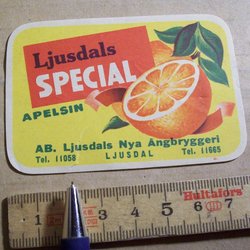 Ljusdals
SPECIAL
APELSIN
AB. Ljusdals Nya Ångbryggeri
Tel. 11058 LJUSDAL Tel. 11665
Hultafors
1 2 3 4 5 6 7